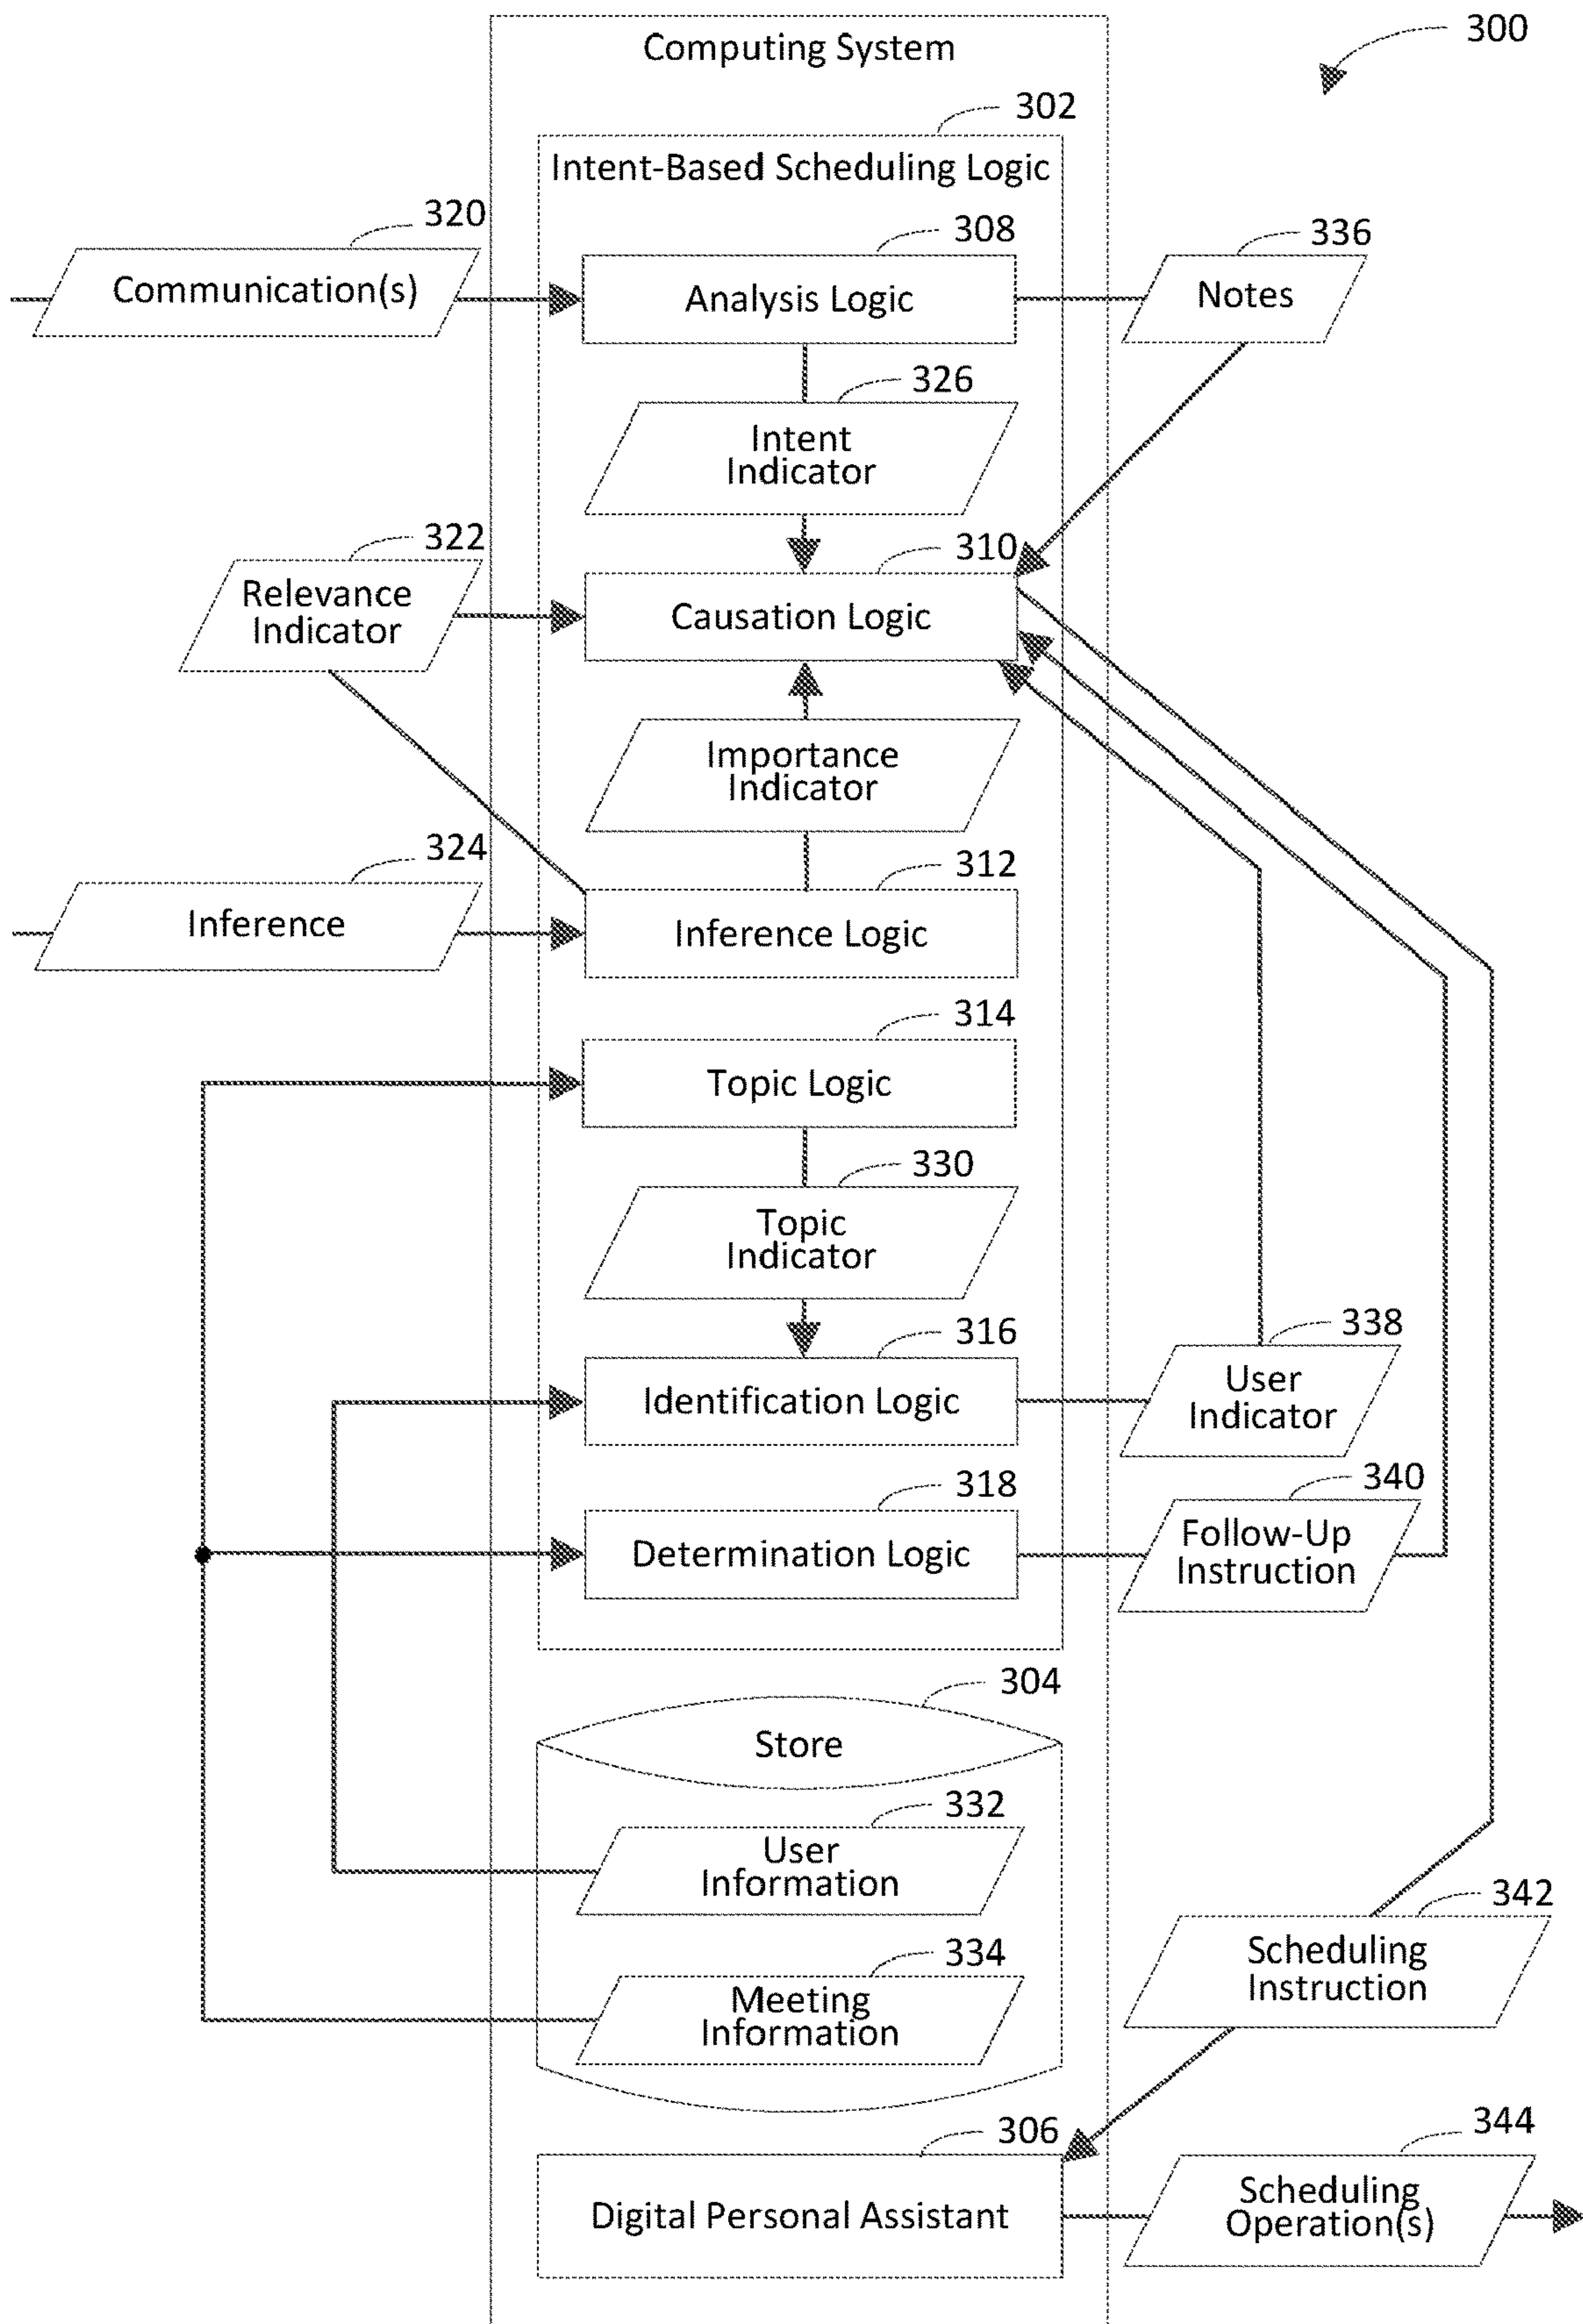 300
Computing System
302
Intent-Based Scheduling Logic
320
308
336
Communication(s)
Analysis Logic
Notes
326
Intent
Indicator
322
310
Relevance
Indicator
Causation Logic
Importance
Indicator
324
312
Inference
Inference Logic
314
Topic Logic
330
Topic
Indicator
316
338
Identification Logic
User
Indicator
318
340
Determination Logic
Follow-Up
Instruction
304
Store
332
User
Information
342
Scheduling
Instruction
334
Meeting
Information
306
344
Digital Personal Assistant
Scheduling
Operation(s)